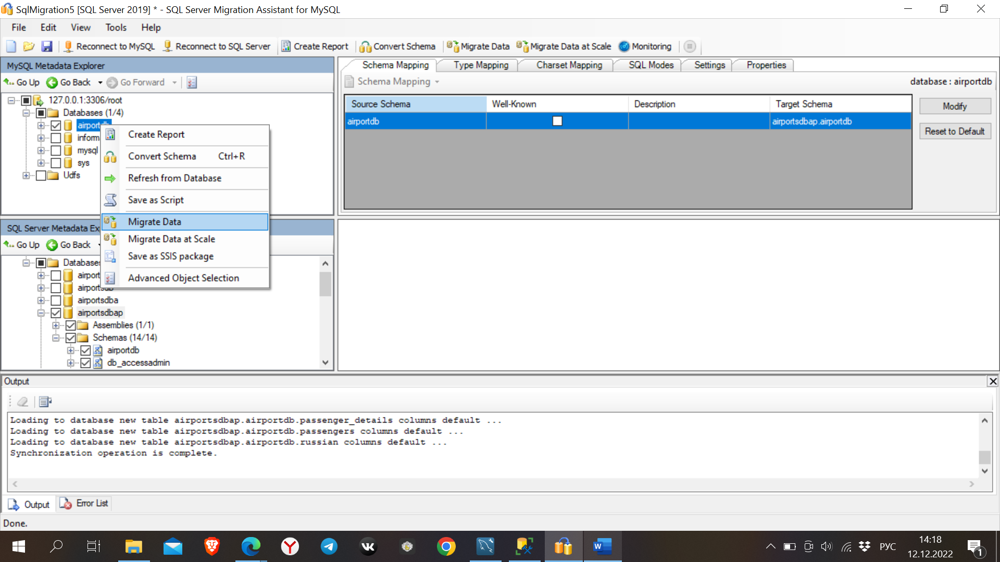 SqlMigration5 [SQL Server 2019] * - SQL Server Migration Assistant for MySQL
File Edit View Tools Help
Reconnect to MySQL Reconnect to SQL Server Create Report Convert Schema Migrate Data Migrate Data at Scale Monitoring
MySQL Metadata Explorer
Go Up Go Back Go Forward
127.0.0.1:3306/root
Databases (1/4)
airportdb
inform
mysql
sys
Udfs
Create Report
Convert Schema Ctrl+R
Refresh from Database
Save as Script
Migrate Data
Migrate Data at Scale
Save as SSIS package
Advanced Object Selection
Schema Mapping Type Mapping Charset Mapping SQL Modes Settings Properties
Schema Mapping
database : airportdb
Source Schema Well-Known Description Target Schema
airportdb airportsdbap.airportdb
Modify
Reset to Default
SQL Server Metadata Ex
Go Up Go Back
Databases
airport
airportsdb
airportsdba
airportsdbap
Assemblies (1/1)
Schemas (14/14)
airportdb
db_accessadmin
Output
Loading to database new table airportsdbap.airportdb.passenger_details columns default ...
Loading to database new table airportsdbap.airportdb.passengers columns default ...
Loading to database new table airportsdbap.airportdb.russian columns default ...
Synchronization operation is complete.
Output Error List
Done.
РУС
14:18
12.12.2022
1